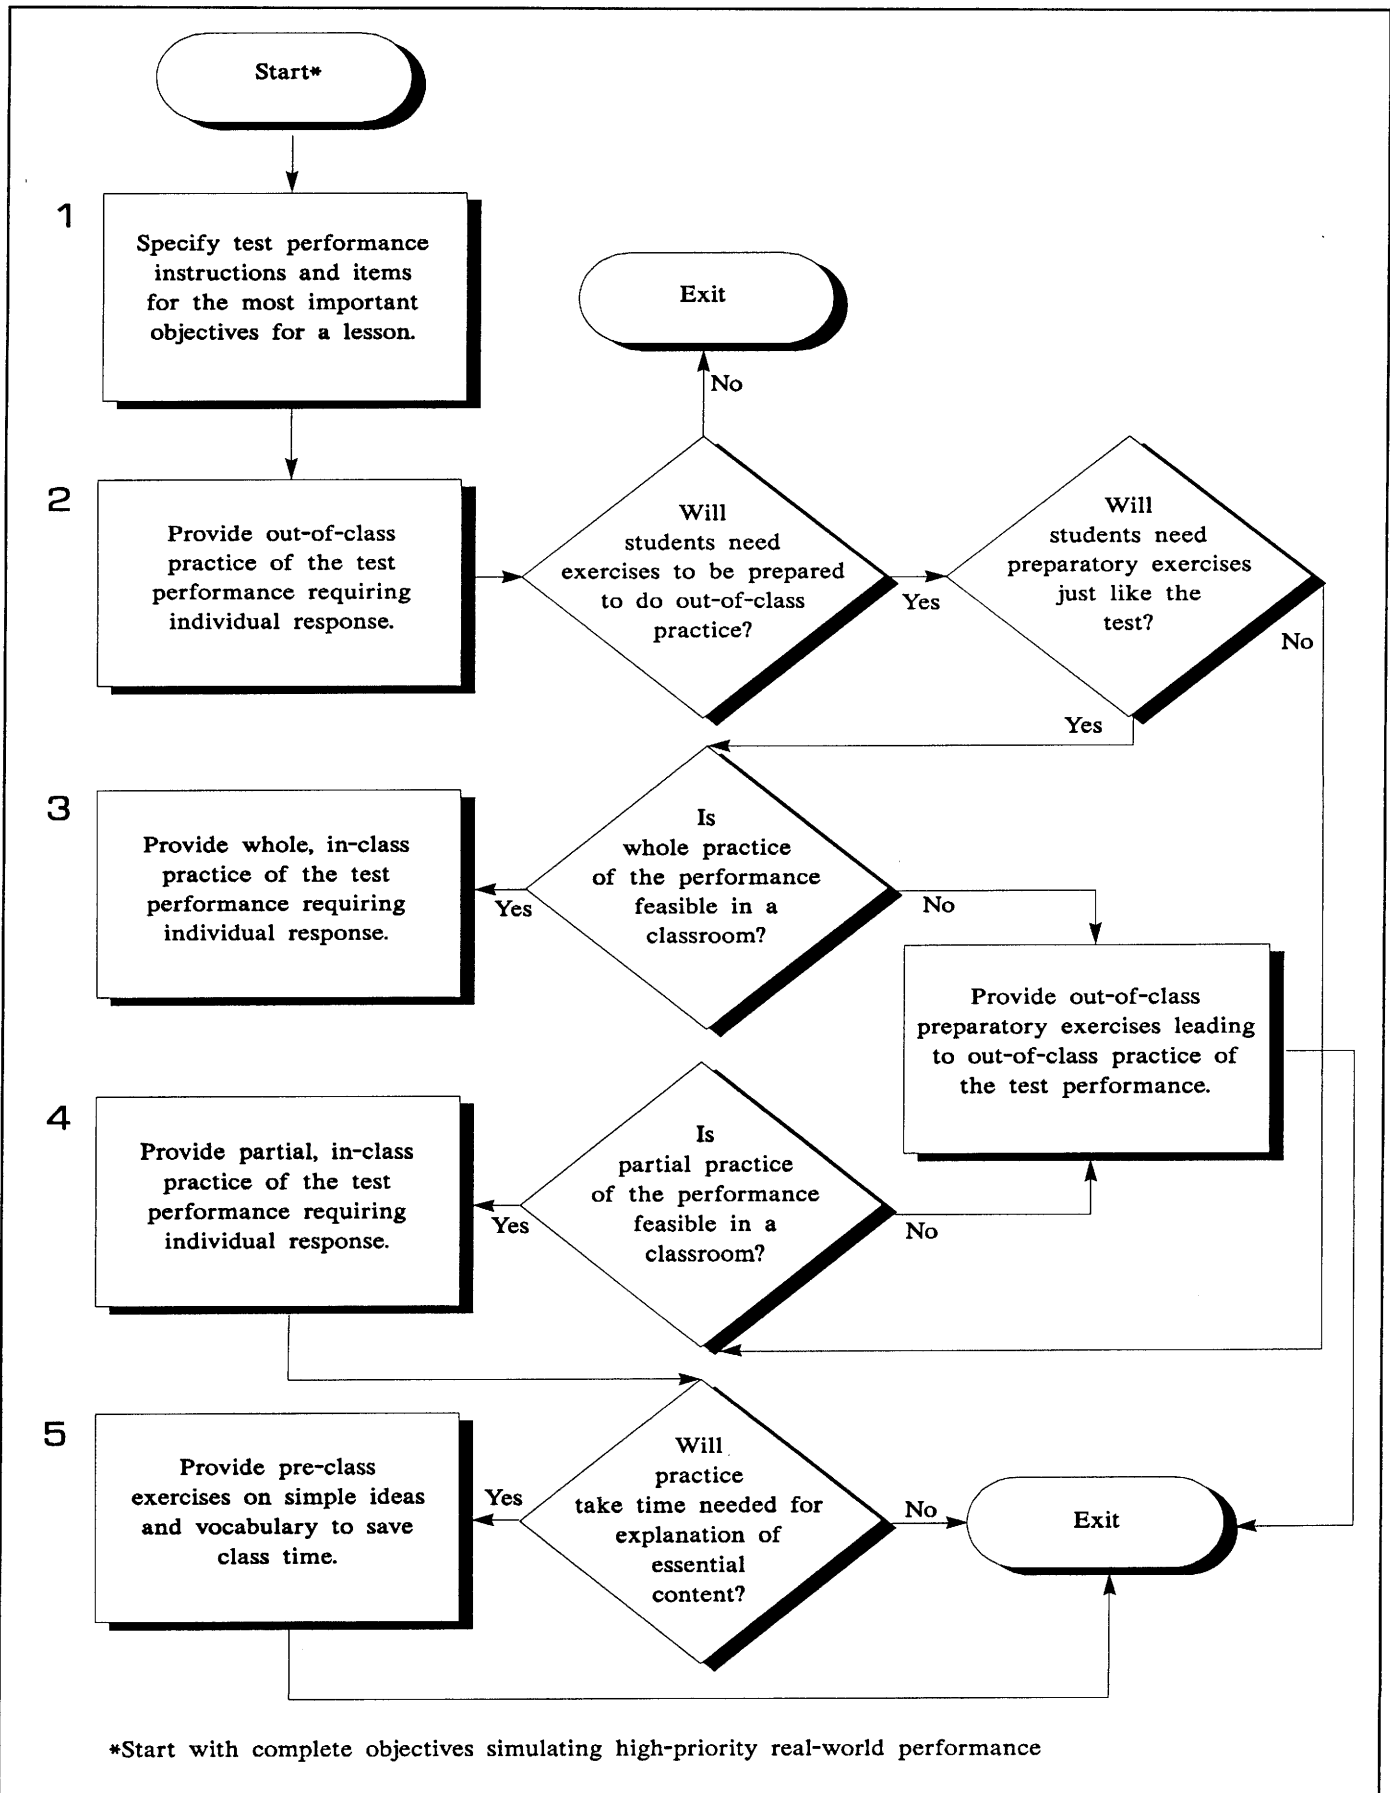 Start*
1
Specify test performance
instructions and items
for the most important
objectives for a lesson.
Exit
No
2
Provide out-of-class
practice of the test
performance requiring
individual response.
Will
students need
exercises to be prepared
to do out-of-class
practice?
Yes
Will
students need
preparatory exercises
just like the
test?
No
Yes
3
Provide whole, in-class
practice of the test
performance requiring
individual response.
Yes
Is
whole practice
of the performance
feasible in a
classroom?
No
Provide out-of-class
preparatory exercises leading
to out-of-class practice of
the test performance.
4
Provide partial, in-class
practice of the test
performance requiring
individual response.
Yes
Is
partial practice
of the performance
feasible in a
classroom?
No
5
Provide pre-class
exercises on simple ideas
and vocabulary to save
class time.
Yes
Will
practice
take time needed for
explanation of
essential
content?
No
Exit
*Start with complete objectives simulating high-priority real-world performance